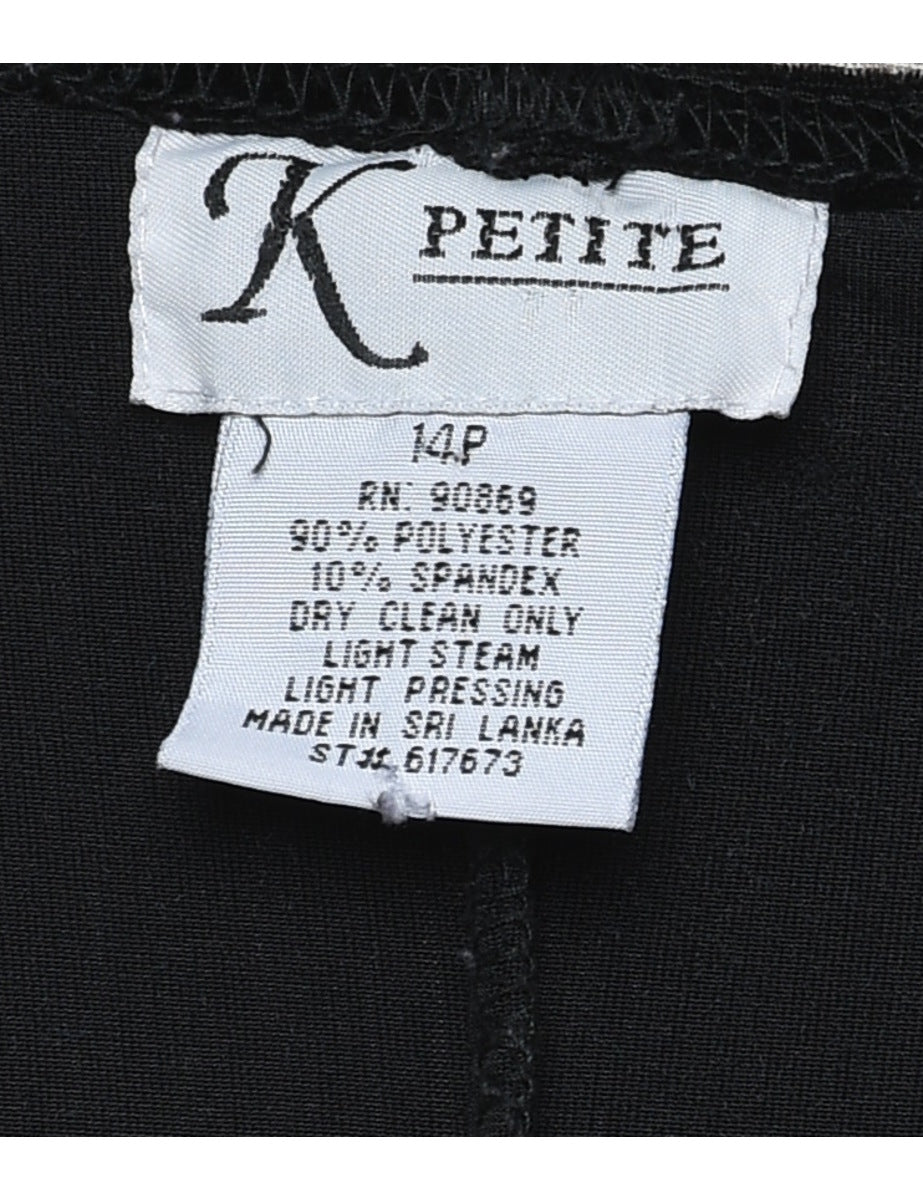 K PETITE
14P
RN: 90869
90% POLYESTER
10% SPANDEX
DRY CLEAN ONLY
LIGHT STEAM
LIGHT PRESSING
MADE IN SRI LANKA
ST# 617673